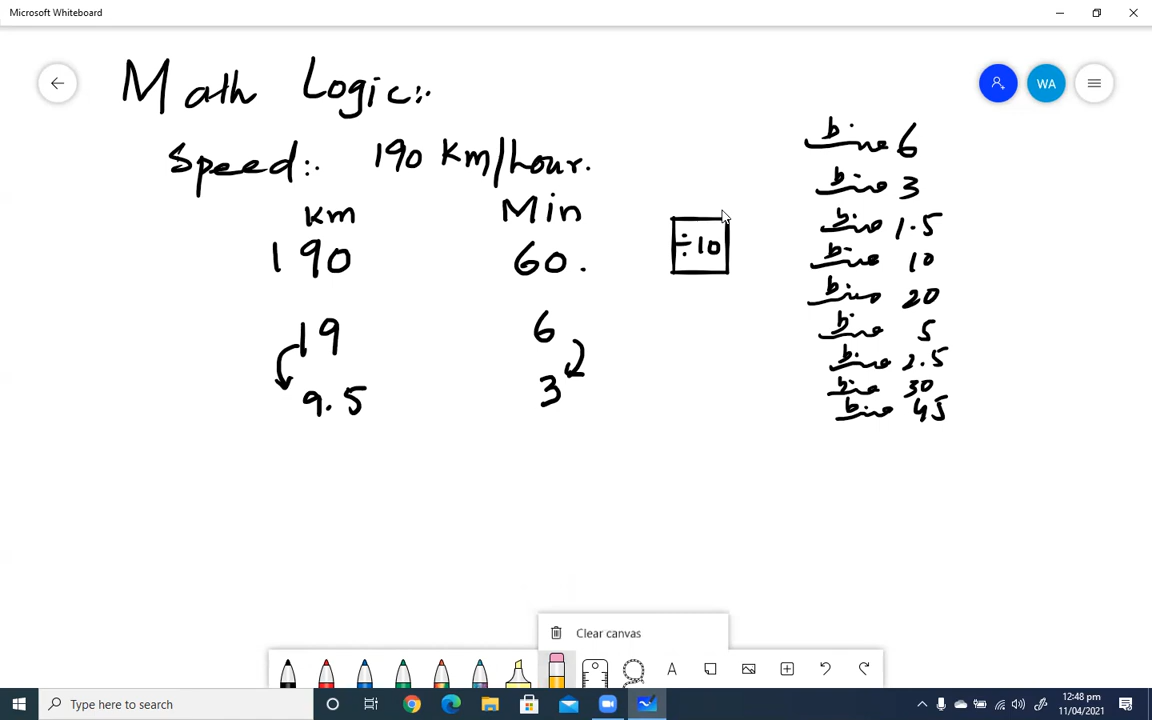 Microsoft Whiteboard
WA
Math Logic:.
Speed:. 190 Km/hour.
Km Min
190 60.
÷10
19 6
9.5 3
6
3
1.5
10
20
5
2.5
30
45
Clear canvas
A
Type here to search
12:48 pm
11/04/2021